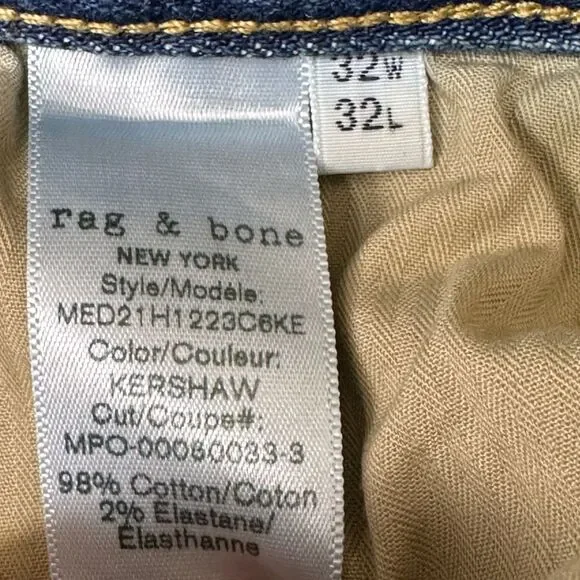 32W
32L
rag & bone
NEW YORK
Style/Modèle:
MED21H1223C6KE
Color/Couleur:
KERSHAW
Cut/Coupe#:
MPO-00060033-3
98% Cotton/Coton
2% Elastane/
Élasthanne